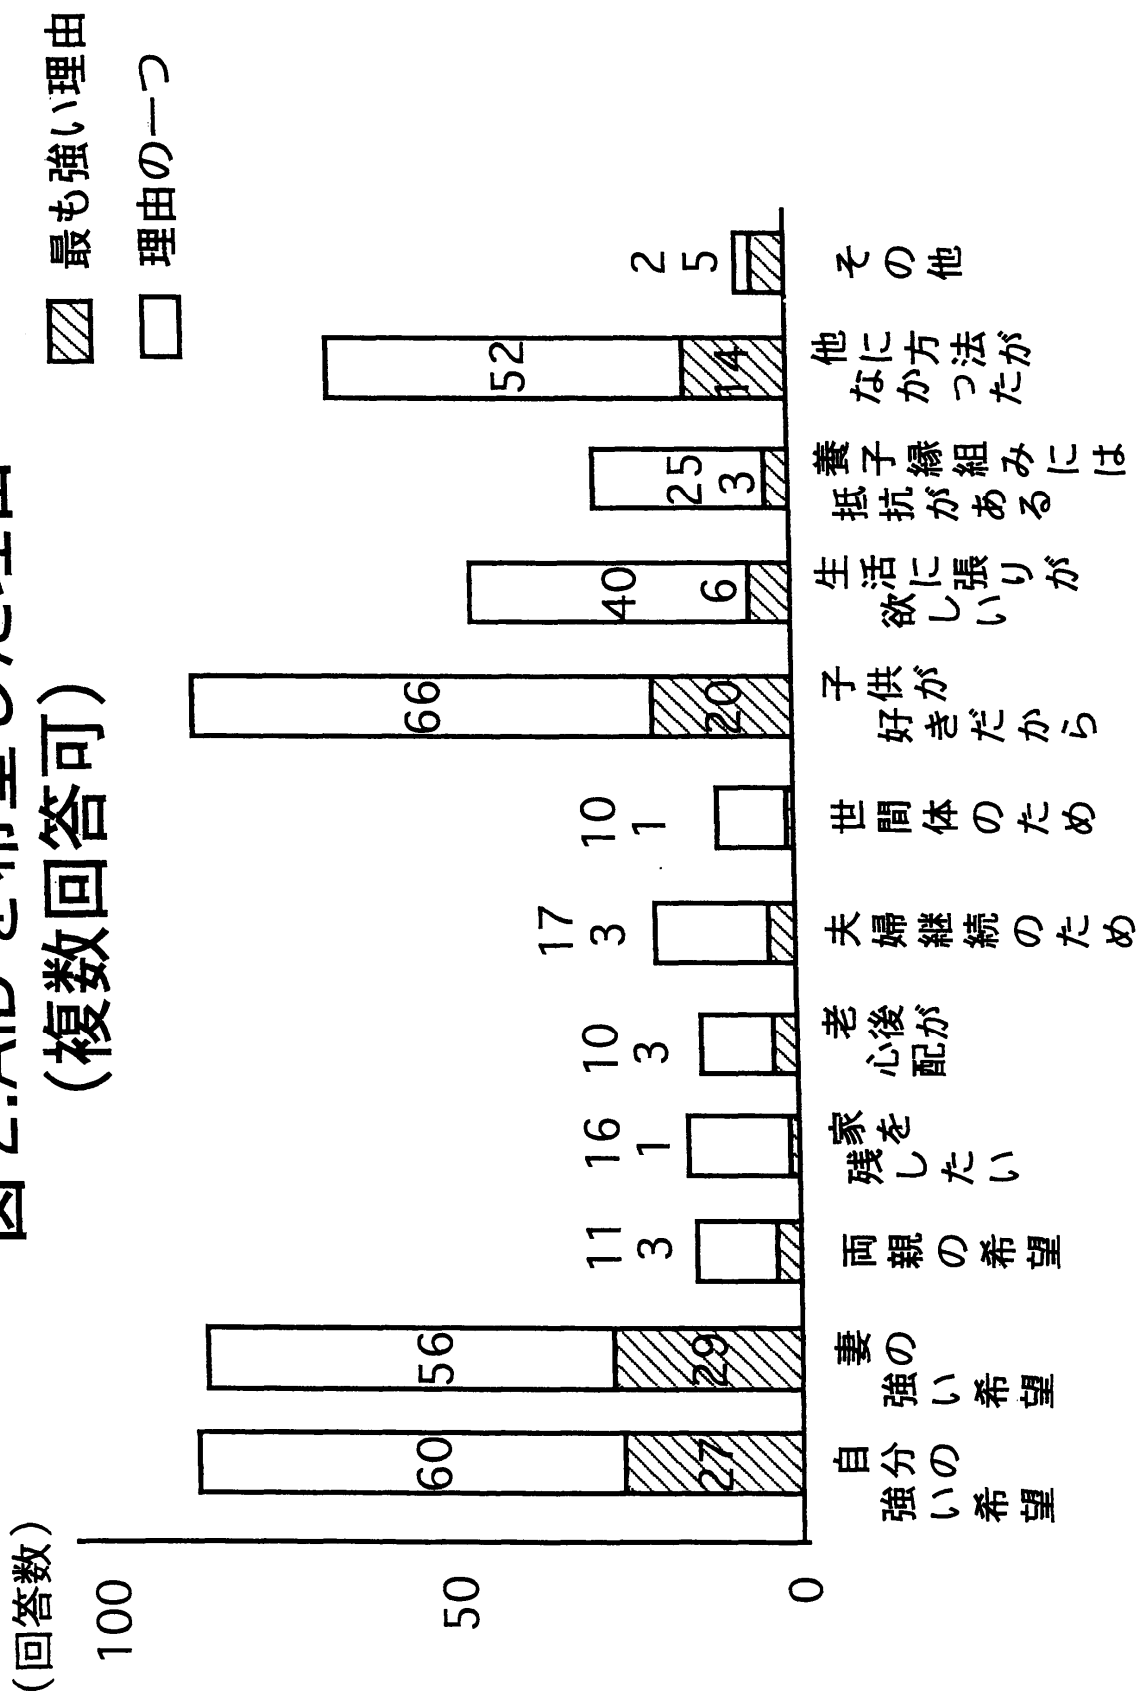 図2.AIDを希望した理由
(複数回答可)
最も強い理由
理由の一つ
(回答数)
100
50
0
60
27
56
29
11
3
16
1
10
3
17
3
10
1
66
20
40
6
25
3
52
14
2
5
自分の
強い希望
妻の
強い希望
両親の希望
家を
残したい
老後が
心配
夫婦継続のため
世間体のため
子供が
好きだから
生活に張りが
欲しい
養子縁組みには
抵抗がある
他に方法が
なかった
その他